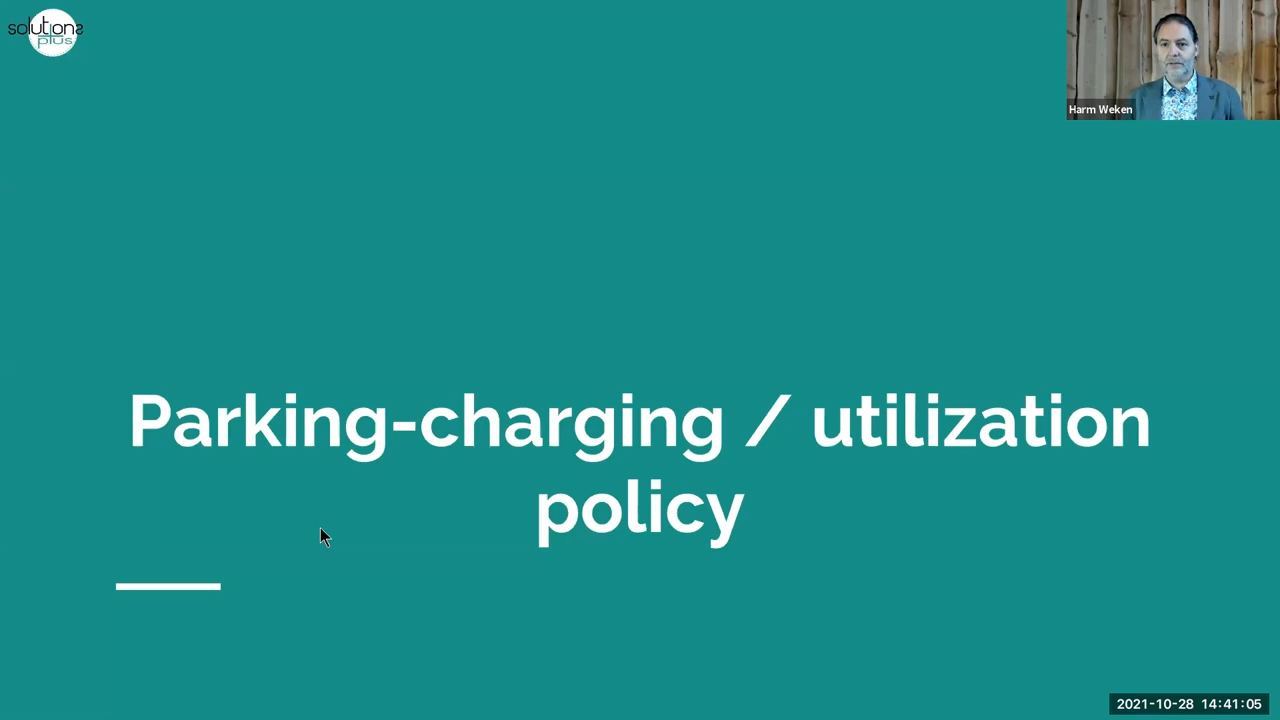 solutions
plus
Harm Weken
Parking-charging / utilization
policy
2021-10-28 14:41:05